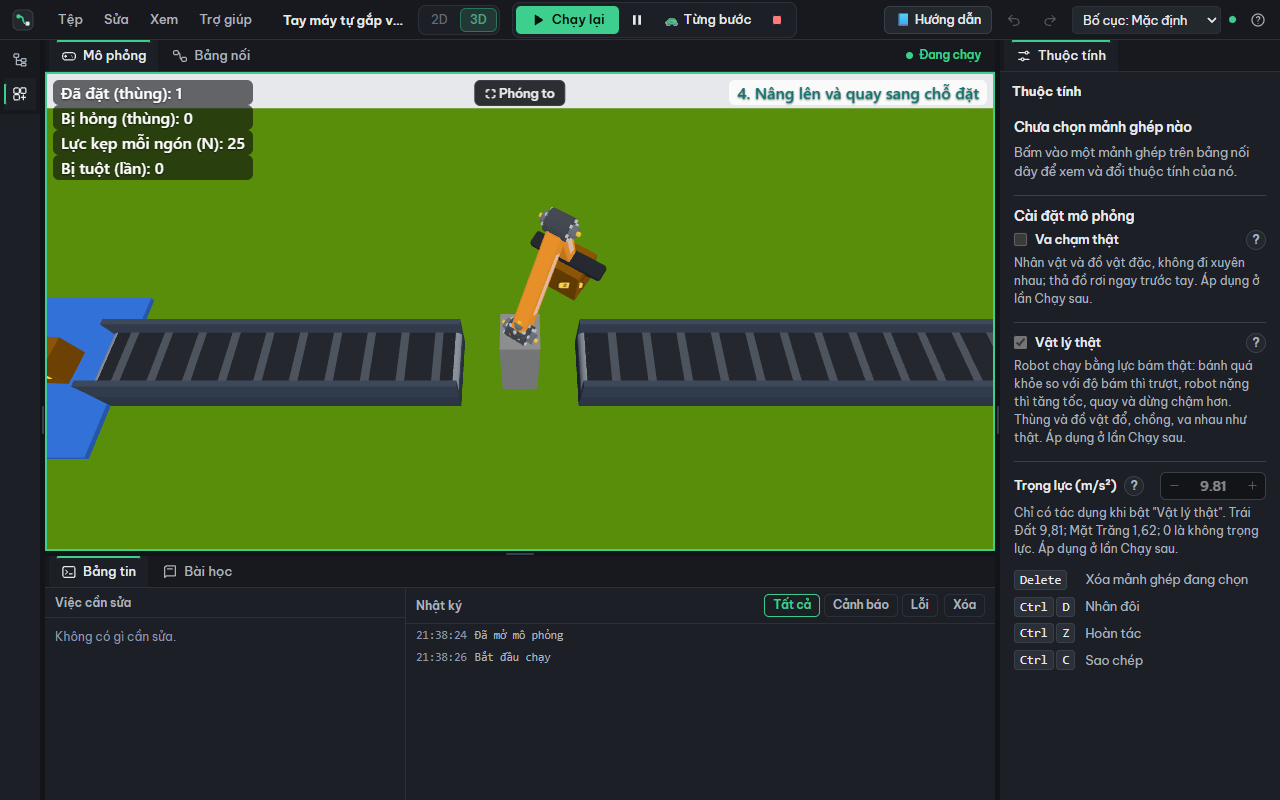 Tệp Sửa Xem Trợ giúp Tay máy tự gắp v... 2D 3D Chạy lại Từng bước Hướng dẫn Bố cục: Mặc định
Mô phỏng Bảng nối Đang chạy
Đã đặt (thùng): 1
Bị hỏng (thùng): 0
Lực kẹp mỗi ngón (N): 25
Bị tuột (lần): 0
Phóng to
4. Nâng lên và quay sang chỗ đặt
Bảng tin Bài học
Việc cần sửa
Không có gì cần sửa.
Nhật ký Tất cả Cảnh báo Lỗi Xóa
21:38:24 Đã mở mô phỏng
21:38:26 Bắt đầu chạy
Thuộc tính
Thuộc tính
Chưa chọn mảnh ghép nào
Bấm vào một mảnh ghép trên bảng nối
dây để xem và đổi thuộc tính của nó.
Cài đặt mô phỏng
Va chạm thật ?
Nhân vật và đồ vật đặc, không đi xuyên
nhau; thả đồ rơi ngay trước tay. Áp dụng ở
lần Chạy sau.
Vật lý thật ?
Robot chạy bằng lực bám thật: bánh quá
khỏe so với độ bám thì trượt, robot nặng
thì tăng tốc, quay và dừng chậm hơn.
Thùng và đồ vật đổ, chồng, va nhau như
thật. Áp dụng ở lần Chạy sau.
Trọng lực (m/s²) ? − 9.81 +
Chỉ có tác dụng khi bật "Vật lý thật". Trái
Đất 9,81; Mặt Trăng 1,62; 0 là không trọng
lực. Áp dụng ở lần Chạy sau.
Delete Xóa mảnh ghép đang chọn
Ctrl D Nhân đôi
Ctrl Z Hoàn tác
Ctrl C Sao chép